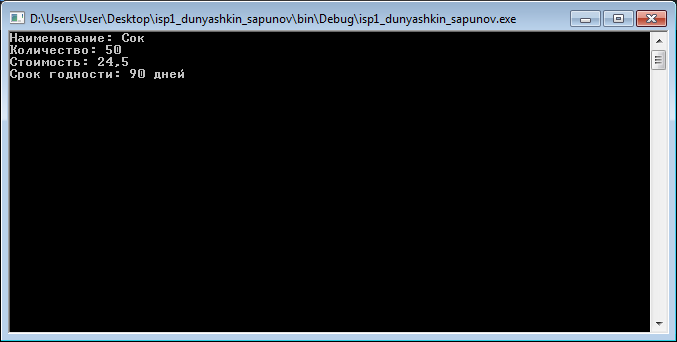 D:\Users\User\Desktop\isp1_dunyashkin_sapunov\bin\Debug\isp1_dunyashkin_sapunov.exe
Наименование: Сок
Количество: 50
Стоимость: 24,5
Срок годности: 90 дней